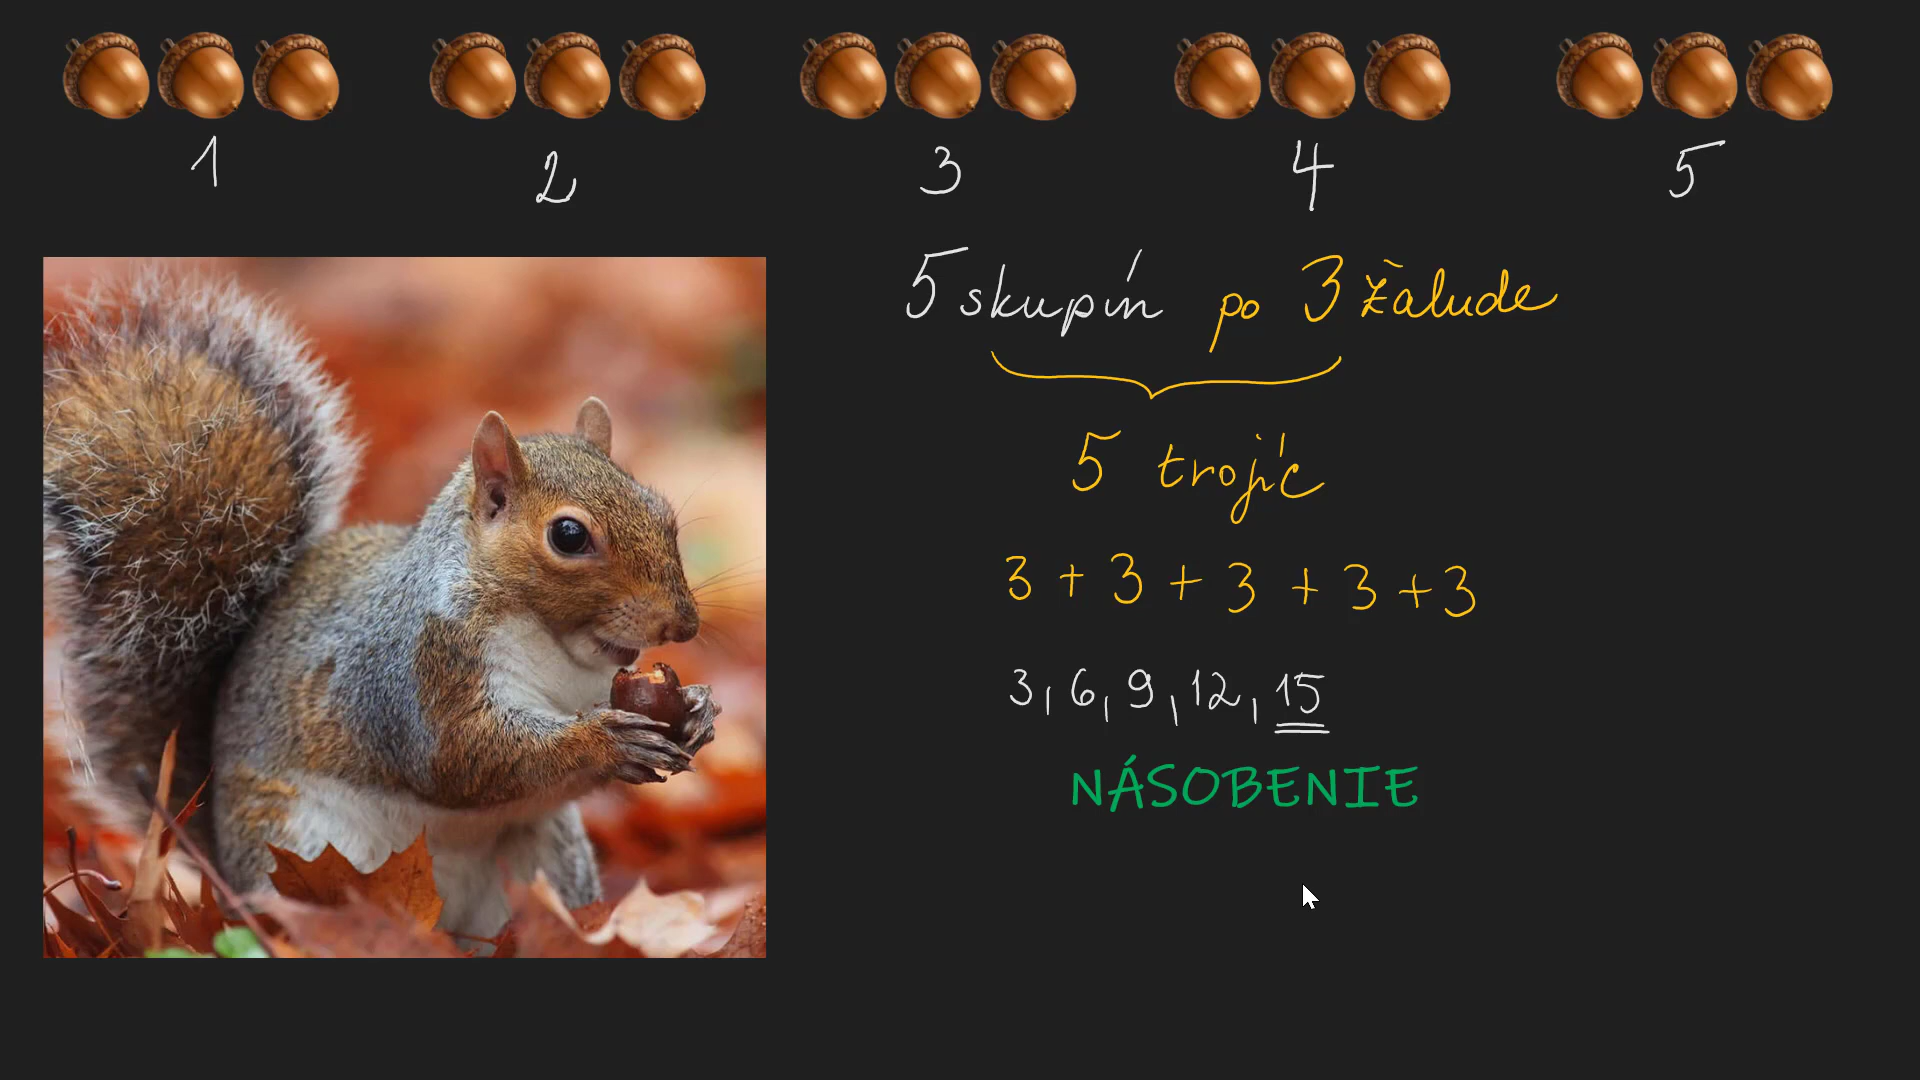 1 2 3 4 5
5 skupín po 3 žalude
5 trojíc
3 + 3 + 3 + 3 + 3
3, 6, 9, 12, 15
NÁSOBENIE